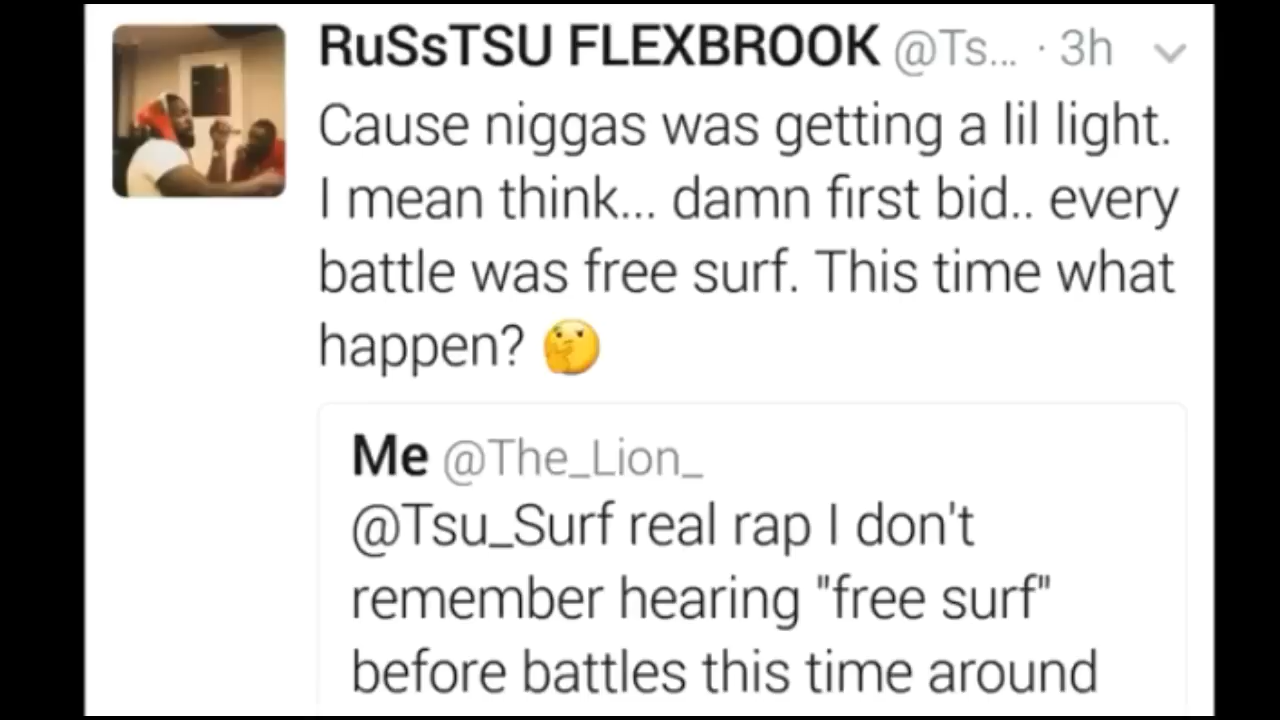 RuSsTSU FLEXBROOK @Ts... · 3h
Cause niggas was getting a lil light.
I mean think... damn first bid.. every
battle was free surf. This time what
happen? 🤔
Me @The_Lion_
@Tsu_Surf real rap I don't
remember hearing "free surf"
before battles this time around